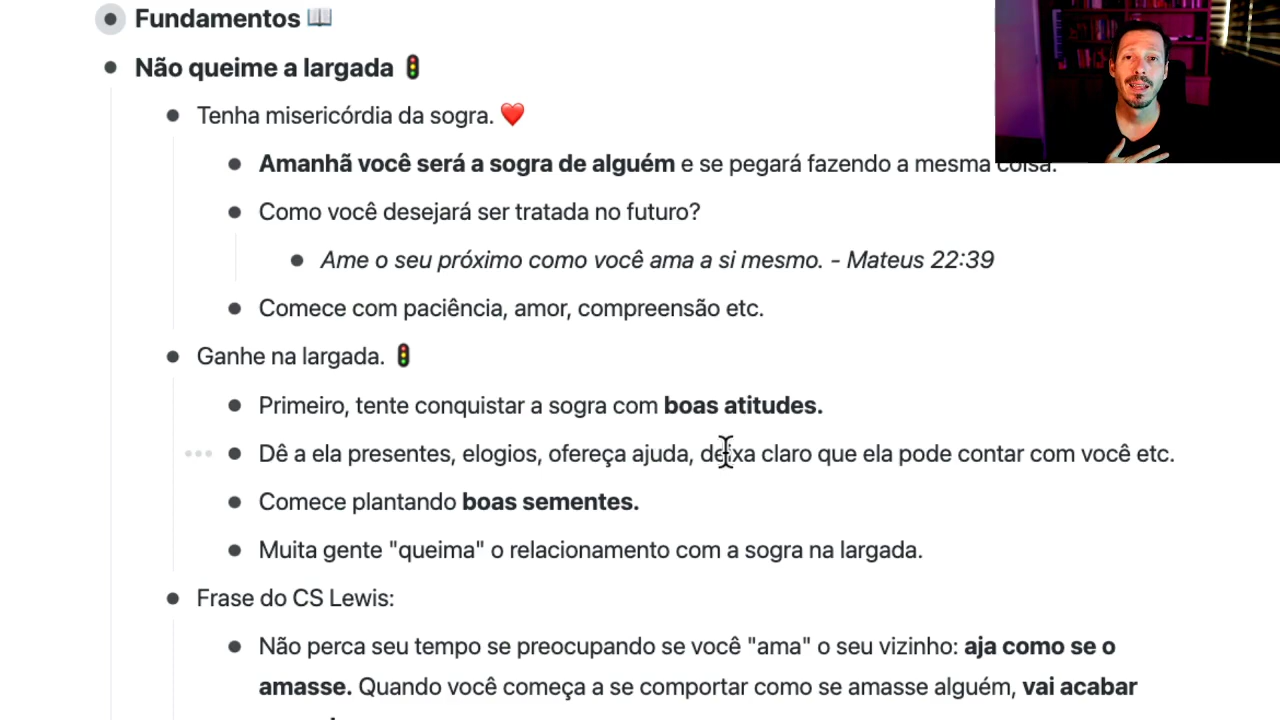 Fundamentos 📖
Não queime a largada 🚦
Tenha misericórdia da sogra. ❤️
Amanhã você será a sogra de alguém e se pegará fazendo a mesma coisa.
Como você desejará ser tratada no futuro?
Ame o seu próximo como você ama a si mesmo. - Mateus 22:39
Comece com paciência, amor, compreensão etc.
Ganhe na largada. 🚦
Primeiro, tente conquistar a sogra com boas atitudes.
Dê a ela presentes, elogios, ofereça ajuda, deixa claro que ela pode contar com você etc.
Comece plantando boas sementes.
Muita gente "queima" o relacionamento com a sogra na largada.
Frase do CS Lewis:
Não perca seu tempo se preocupando se você "ama" o seu vizinho: aja como se o
amasse. Quando você começa a se comportar como se amasse alguém, vai acabar